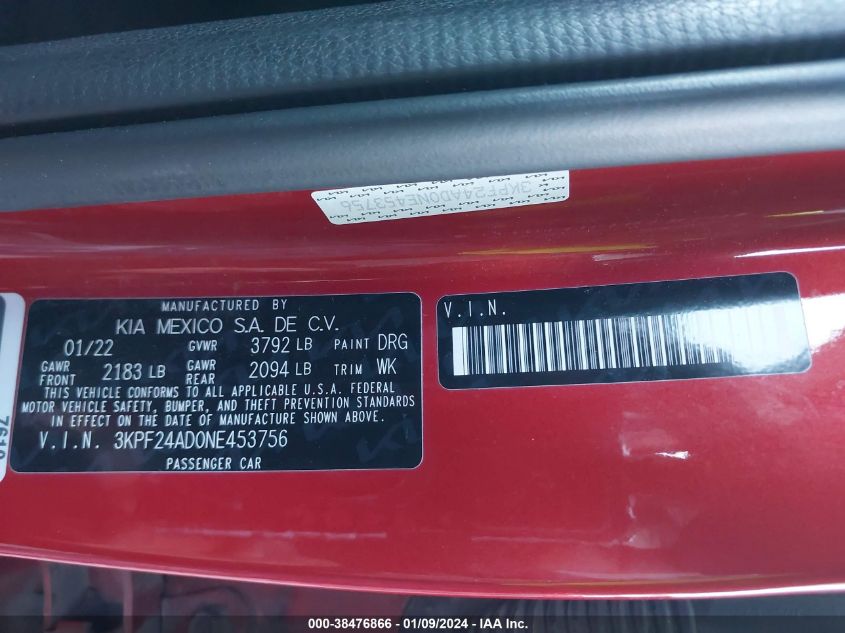 3KPF24AD0NE453756
MANUFACTURED BY
KIA MEXICO S.A. DE C.V.
01/22 GVWR 3792 LB PAINT DRG
GAWR FRONT 2183 LB GAWR REAR 2094 LB TRIM WK
THIS VEHICLE CONFORMS TO ALL APPLICABLE U.S.A. FEDERAL
MOTOR VEHICLE SAFETY, BUMPER, AND THEFT PREVENTION STANDARDS
IN EFFECT ON THE DATE OF MANUFACTURE SHOWN ABOVE.
V.I.N. 3KPF24AD0NE453756
PASSENGER CAR
V.I.N.
000-38476866 - 01/09/2024 - IAA Inc.